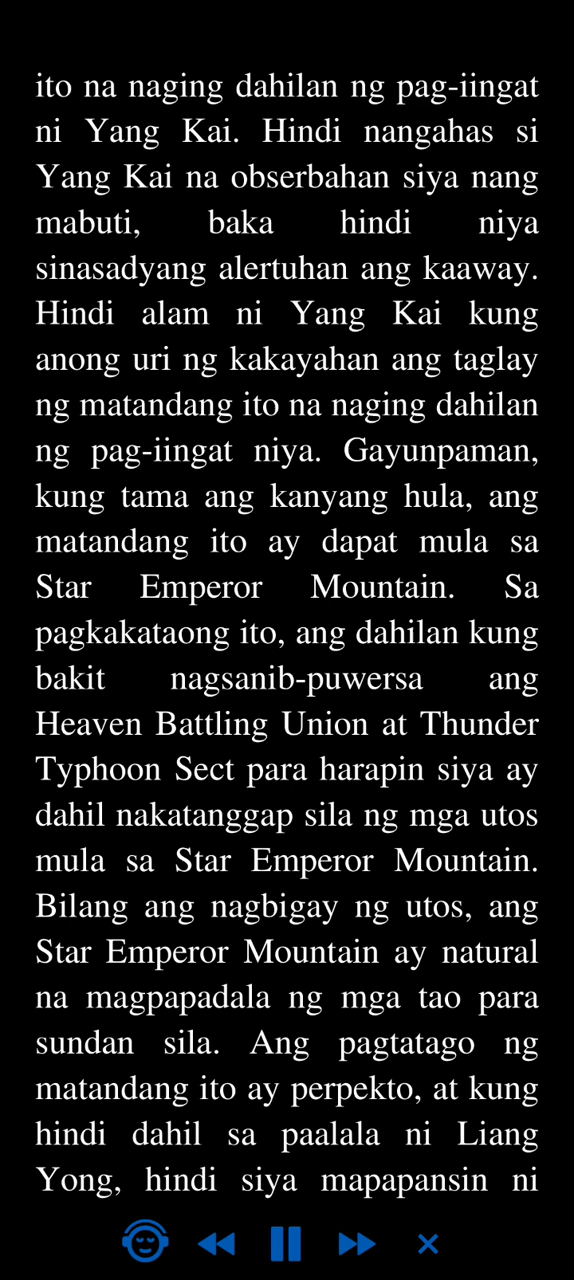 ito na naging dahilan ng pag-iingat
ni Yang Kai. Hindi nangahas si
Yang Kai na obserbahan siya nang
mabuti, baka hindi niya
sinasadyang alertuhan ang kaaway.
Hindi alam ni Yang Kai kung
anong uri ng kakayahan ang taglay
ng matandang ito na naging dahilan
ng pag-iingat niya. Gayunpaman,
kung tama ang kanyang hula, ang
matandang ito ay dapat mula sa
Star Emperor Mountain. Sa
pagkakataong ito, ang dahilan kung
bakit nagsanib-puwersa ang
Heaven Battling Union at Thunder
Typhoon Sect para harapin siya ay
dahil nakatanggap sila ng mga utos
mula sa Star Emperor Mountain.
Bilang ang nagbigay ng utos, ang
Star Emperor Mountain ay natural
na magpapadala ng mga tao para
sundan sila. Ang pagtatago ng
matandang ito ay perpekto, at kung
hindi dahil sa paalala ni Liang
Yong, hindi siya mapapansin ni